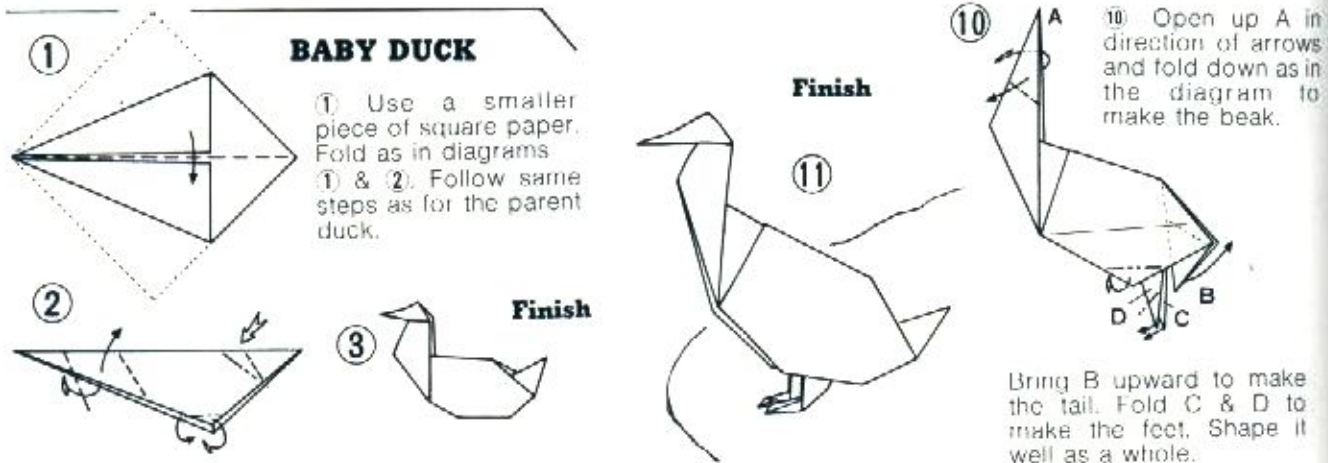 ①
BABY DUCK
① Use a smaller
piece of square paper.
Fold as in diagrams
① & ②. Follow same
steps as for the parent
duck.
②
③
Finish
Finish
⑪
⑩
A
B
D
C
⑩ Open up A in
direction of arrows
and fold down as in
the diagram to
make the beak.
Bring B upward to make
the tail. Fold C & D to
make the feet. Shape it
well as a whole.